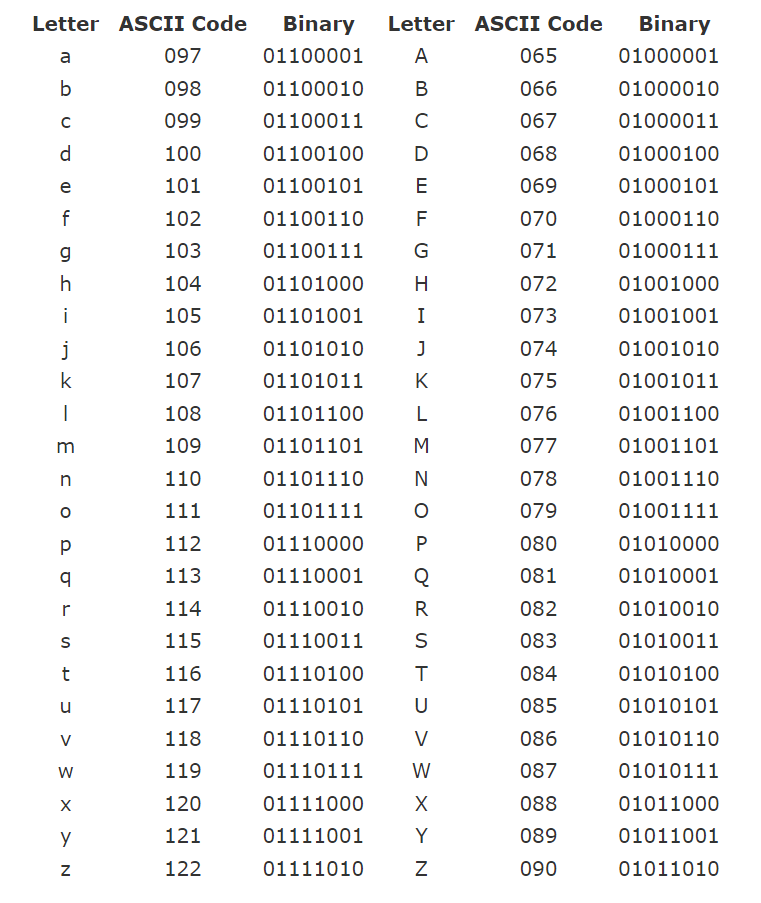 Letter ASCII Code Binary Letter ASCII Code Binary
a 097 01100001 A 065 01000001
b 098 01100010 B 066 01000010
c 099 01100011 C 067 01000011
d 100 01100100 D 068 01000100
e 101 01100101 E 069 01000101
f 102 01100110 F 070 01000110
g 103 01100111 G 071 01000111
h 104 01101000 H 072 01001000
i 105 01101001 I 073 01001001
j 106 01101010 J 074 01001010
k 107 01101011 K 075 01001011
l 108 01101100 L 076 01001100
m 109 01101101 M 077 01001101
n 110 01101110 N 078 01001110
o 111 01101111 O 079 01001111
p 112 01110000 P 080 01010000
q 113 01110001 Q 081 01010001
r 114 01110010 R 082 01010010
s 115 01110011 S 083 01010011
t 116 01110100 T 084 01010100
u 117 01110101 U 085 01010101
v 118 01110110 V 086 01010110
w 119 01110111 W 087 01010111
x 120 01111000 X 088 01011000
y 121 01111001 Y 089 01011001
z 122 01111010 Z 090 01011010